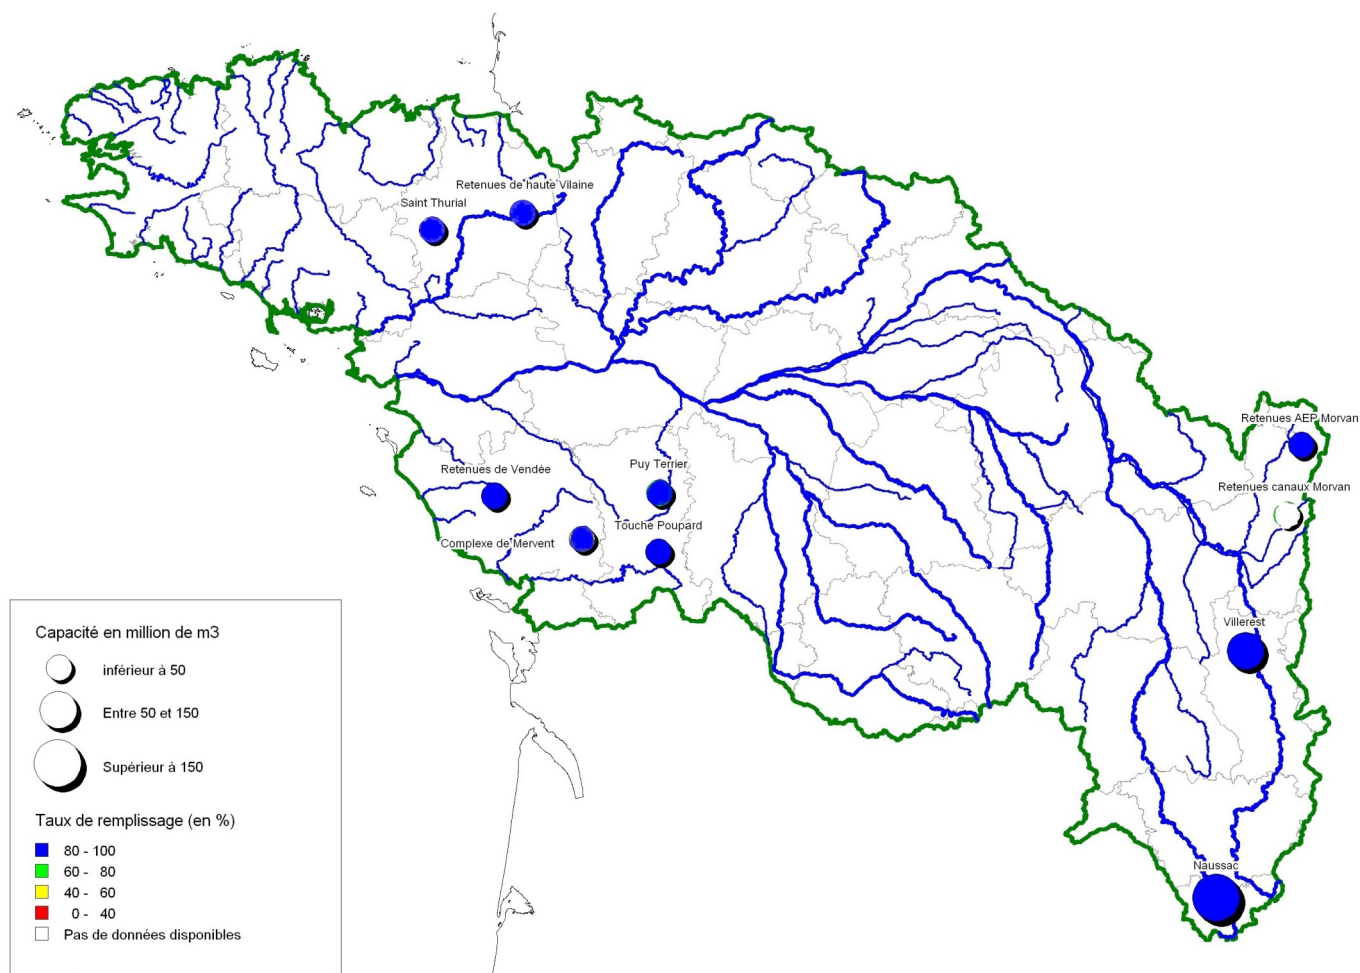 Retenues de haute Vilaine
Saint Thurial
Retenues AEP Morvan
Retenues de Vendée
Puy Terrier
Retenues canaux Morvan
Touche Poupard
Complexe de Mervent
Villerest
Naussac
Capacité en million de m3
inférieur à 50
Entre 50 et 150
Supérieur à 150
Taux de remplissage (en %)
80 - 100
60 - 80
40 - 60
0 - 40
Pas de données disponibles